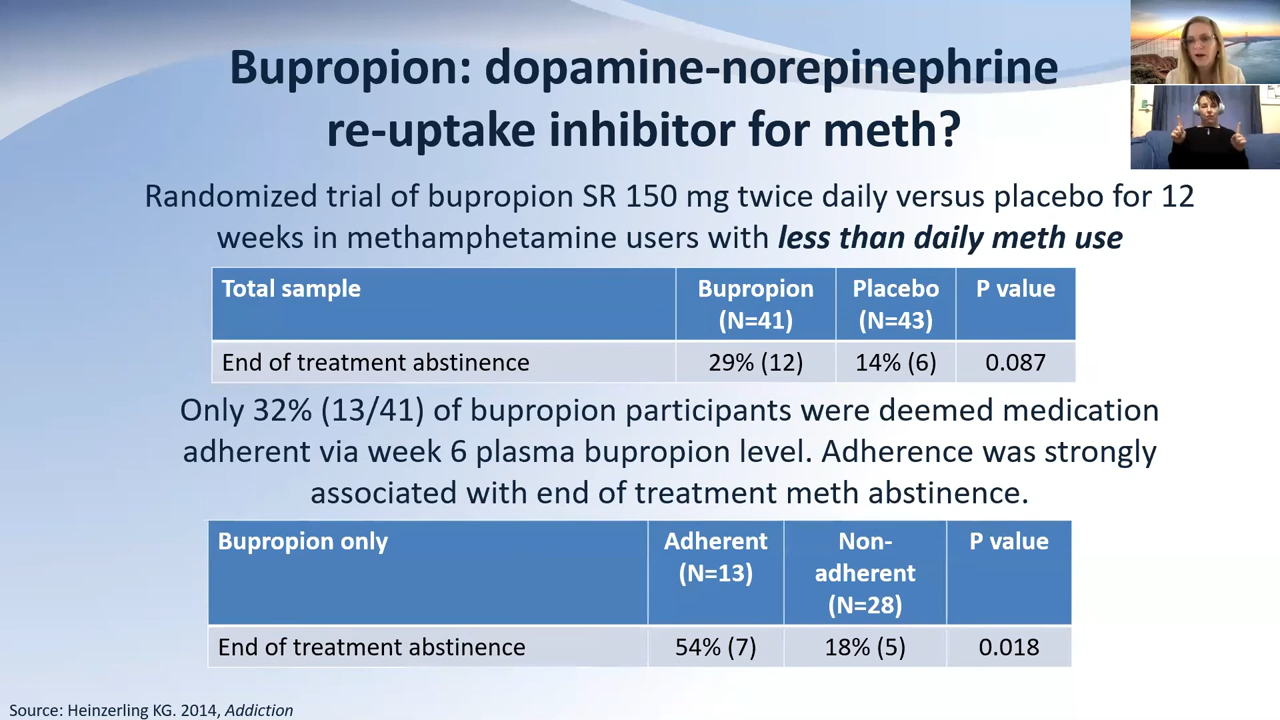 Bupropion: dopamine-norepinephrine
re-uptake inhibitor for meth?
Randomized trial of bupropion SR 150 mg twice daily versus placebo for 12
weeks in methamphetamine users with less than daily meth use
Total sample
Bupropion
(N=41)
Placebo
(N=43)
P value
End of treatment abstinence
29% (12)
14% (6)
0.087
Only 32% (13/41) of bupropion participants were deemed medication
adherent via week 6 plasma bupropion level. Adherence was strongly
associated with end of treatment meth abstinence.
Bupropion only
Adherent
(N=13)
Non-
adherent
(N=28)
P value
End of treatment abstinence
54% (7)
18% (5)
0.018
Source: Heinzerling KG. 2014, Addiction